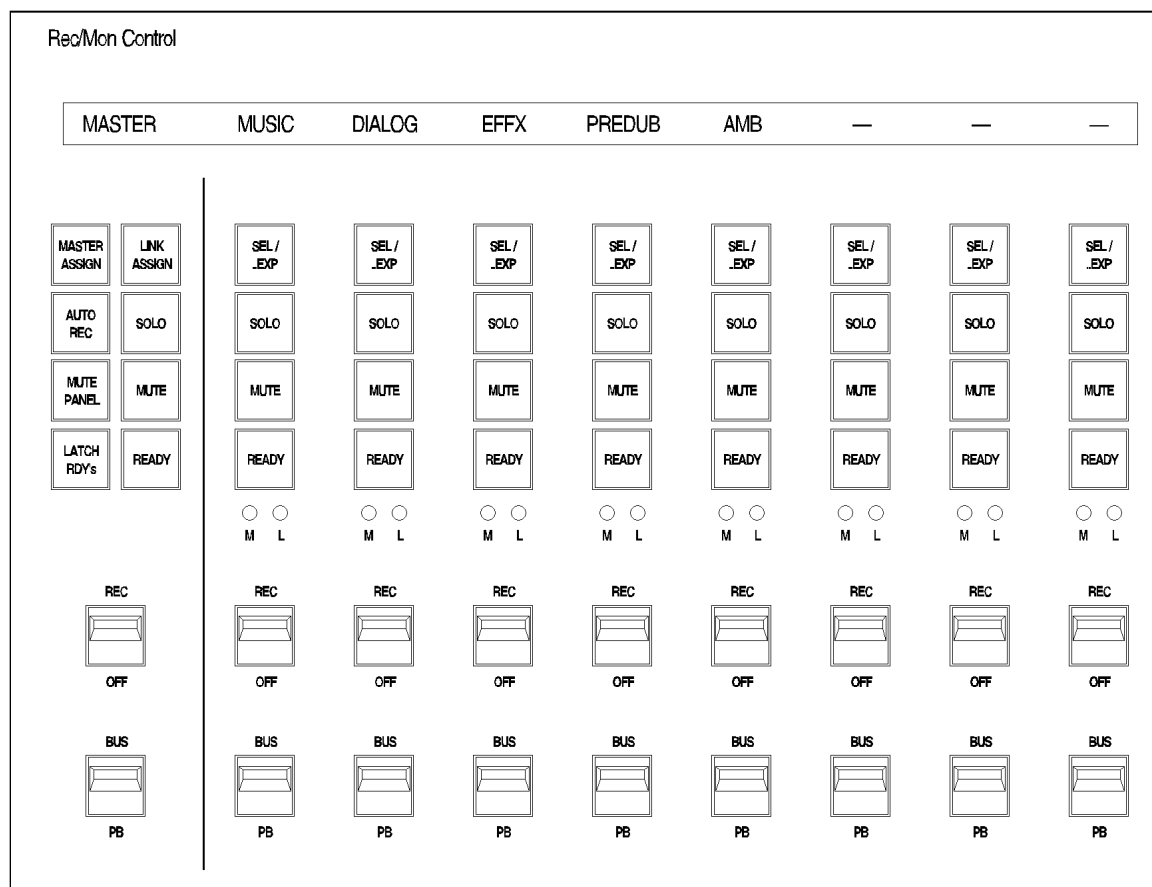 Rec/Mon Control
MASTER MUSIC DIALOG EFFX PREDUB AMB — — —
MASTER ASSIGN LINK ASSIGN SEL / ..EXP SEL / ..EXP SEL / ..EXP SEL / ..EXP SEL / ..EXP SEL / ..EXP SEL / ..EXP SEL / ..EXP
AUTO REC SOLO SOLO SOLO SOLO SOLO SOLO SOLO SOLO SOLO
MUTE PANEL MUTE MUTE MUTE MUTE MUTE MUTE MUTE MUTE MUTE
LATCH RDY's READY READY READY READY READY READY READY READY READY
M L M L M L M L M L M L M L M L
REC REC REC REC REC REC REC REC REC
OFF OFF OFF OFF OFF OFF OFF OFF OFF
BUS BUS BUS BUS BUS BUS BUS BUS BUS
PB PB PB PB PB PB PB PB PB